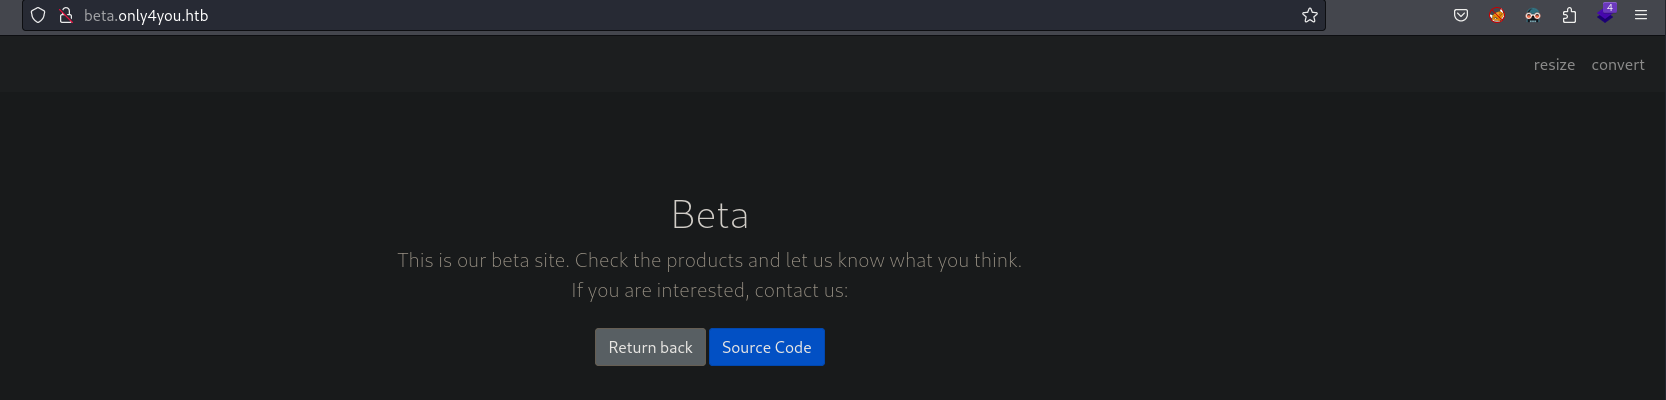 beta.only4you.htb
4
resize convert
Beta
This is our beta site. Check the products and let us know what you think.
If you are interested, contact us:
Return back Source Code